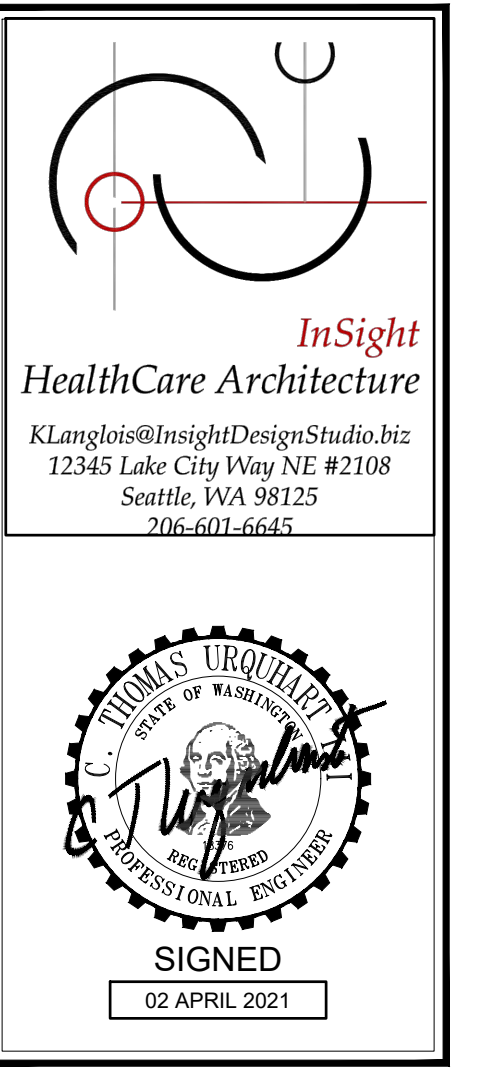 InSight
HealthCare Architecture
KLanglois@InsightDesignStudio.biz
12345 Lake City Way NE #2108
Seattle, WA 98125
206-601-6645
C. THOMAS URQUHART
STATE OF WASHINGTON
REGISTERED
PROFESSIONAL ENGINEER
SIGNED
02 APRIL 2021